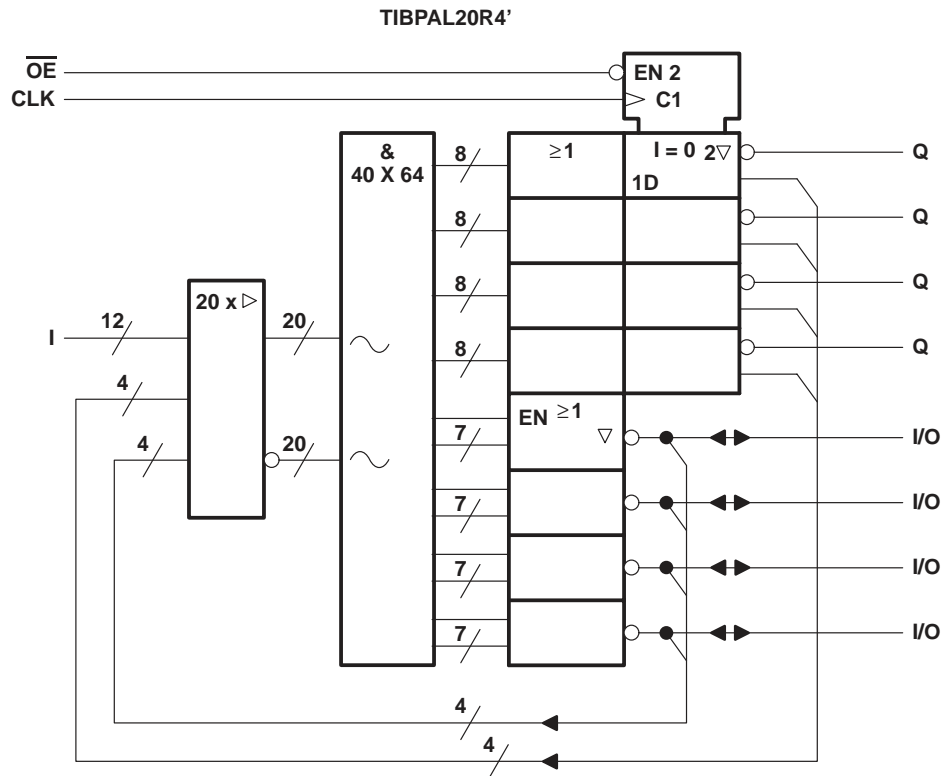 TIBPAL20R4’
OE
EN 2
CLK
C1
&
40 X 64
8
≥1
I = 0 2▽
Q
1D
8
Q
8
Q
20 x ▷
I
12
20
8
Q
4
EN ≥1
▽
7
I/O
4
20
7
I/O
7
I/O
7
I/O
4
4